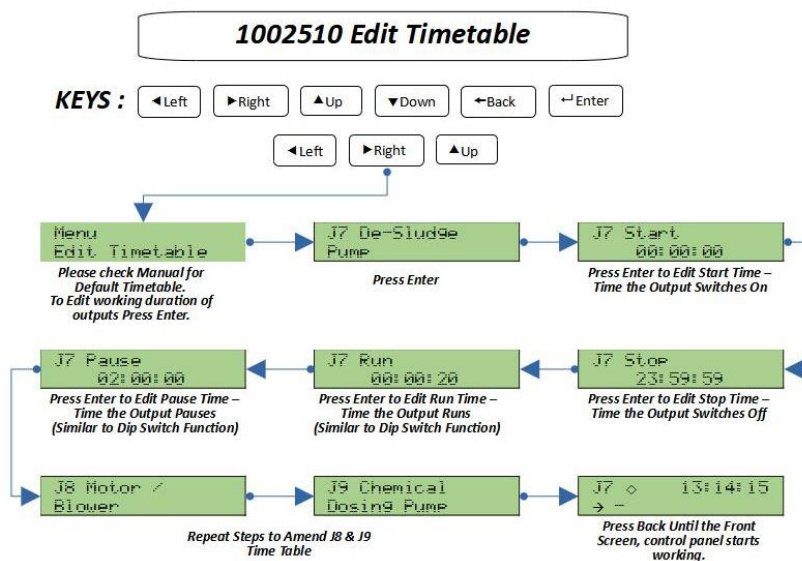 1002510 Edit Timetable
KEYS :
◄Left ►Right ▲Up ▼Down ←Back ↵Enter
◄Left ►Right ▲Up
Menu
Edit Timetable
Please check Manual for
Default Timetable.
To Edit working duration of
outputs Press Enter.
J7 De-Sludge
Pump
Press Enter
J7 Start
00:00:00
Press Enter to Edit Start Time –
Time the Output Switches On
J7 Pause
02:00:00
Press Enter to Edit Pause Time –
Time the Output Pauses
(Similar to Dip Switch Function)
J7 Run
00:00:20
Press Enter to Edit Run Time –
Time the Output Runs
(Similar to Dip Switch Function)
J7 Stop
23:59:59
Press Enter to Edit Stop Time –
Time the Output Switches Off
J8 Motor /
Blower
J9 Chemical
Dosing Pump
Repeat Steps to Amend J8 & J9
Time Table
J7 ◇ 13:14:15
→ –
Press Back Until the Front
Screen, control panel starts
working.